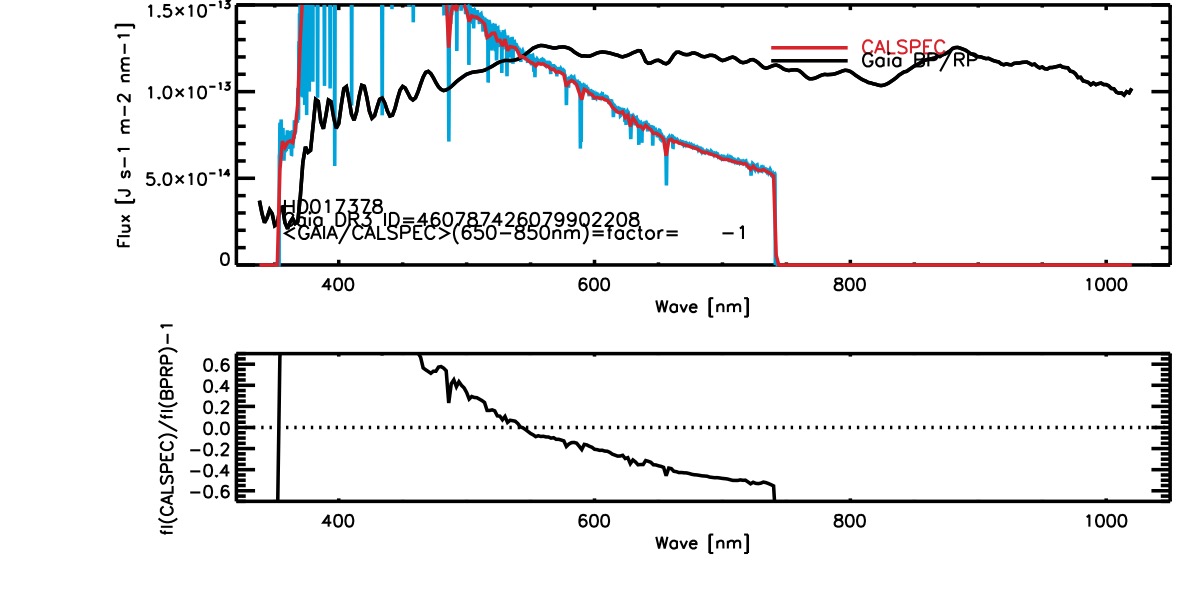 1.5×10−13
1.0×10−13
5.0×10−14
0
Flux [J s−1 m−2 nm−1]
CALSPEC
Gaia BP/RP
HD017378
Gaia DR3 ID=460787426079902208
<GAIA/CALSPEC>(650−850nm)=factor= −1
400 600 800 1000
Wave [nm]
fl(CALSPEC)/fl(BPRP)−1
0.6
0.4
0.2
0.0
−0.2
−0.4
−0.6
400 600 800 1000
Wave [nm]